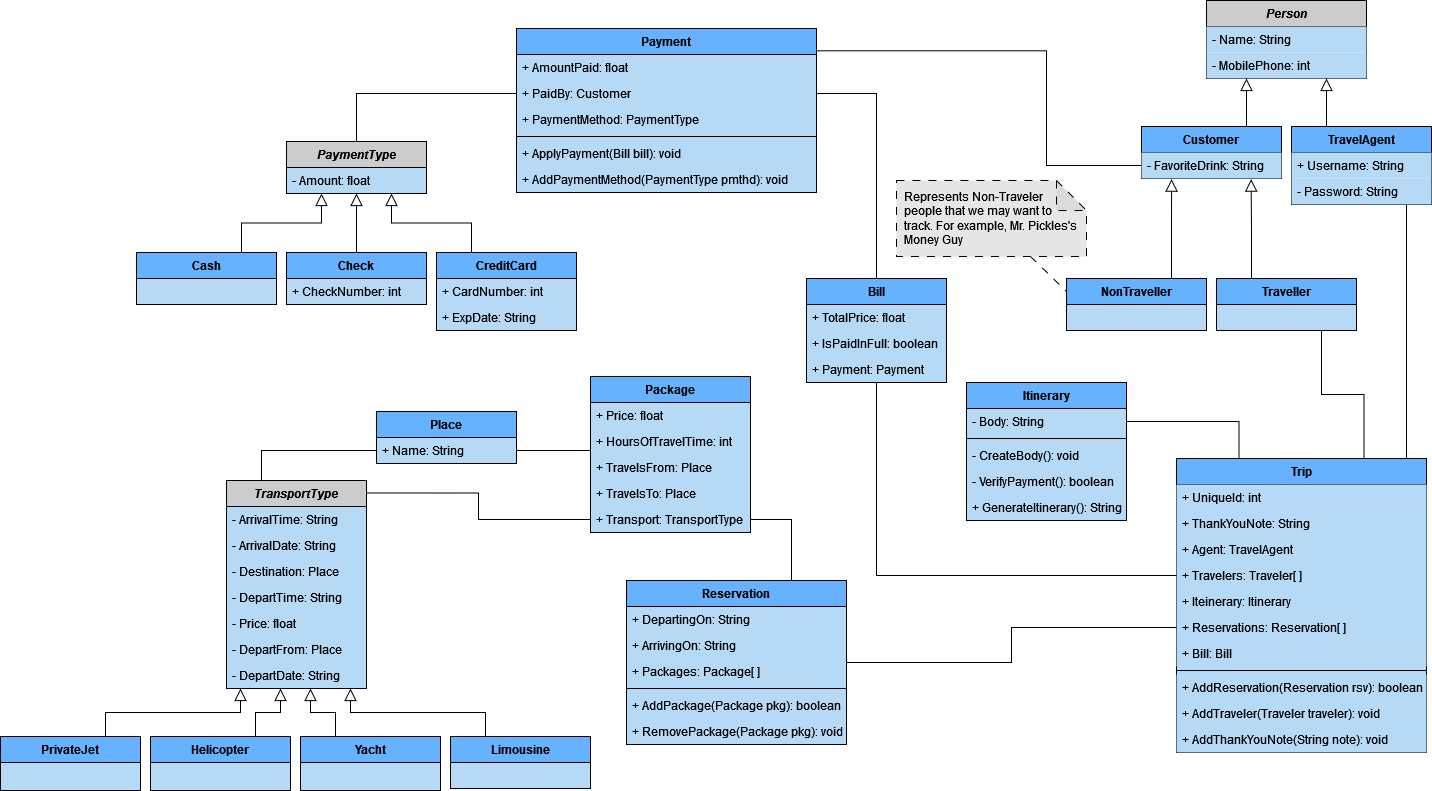 Person
- Name: String
- MobilePhone: int
Payment
+ AmountPaid: float
+ PaidBy: Customer
+ PaymentMethod: PaymentType
+ ApplyPayment(Bill bill): void
+ AddPaymentMethod(PaymentType pmthd): void
Customer
- FavoriteDrink: String
TravelAgent
+ Username: String
- Password: String
PaymentType
- Amount: float
Represents Non-Traveler
people that we may want to
track. For example, Mr. Pickles's
Money Guy
Cash
Check
+ CheckNumber: int
CreditCard
+ CardNumber: int
+ ExpDate: String
Bill
+ TotalPrice: float
+ IsPaidInFull: boolean
+ Payment: Payment
NonTraveller
Traveller
Package
+ Price: float
+ HoursOfTravelTime: int
+ TravelsFrom: Place
+ TravelsTo: Place
+ Transport: TransportType
Itinerary
- Body: String
- CreateBody(): void
- VerifyPayment(): boolean
+ GenerateItinerary(): String
Place
+ Name: String
TransportType
- ArrivalTime: String
- ArrivalDate: String
- Destination: Place
- DepartTime: String
- Price: float
- DepartFrom: Place
- DepartDate: String
Trip
+ UniqueId: int
+ ThankYouNote: String
+ Agent: TravelAgent
+ Travelers: Traveler[ ]
+ Iteinerary: Itinerary
+ Reservations: Reservation[ ]
+ Bill: Bill
+ AddReservation(Reservation rsv): boolean
+ AddTraveler(Traveler traveler): void
+ AddThankYouNote(String note): void
Reservation
+ DepartingOn: String
+ ArrivingOn: String
+ Packages: Package[ ]
+ AddPackage(Package pkg): boolean
+ RemovePackage(Package pkg): void
PrivateJet
Helicopter
Yacht
Limousine